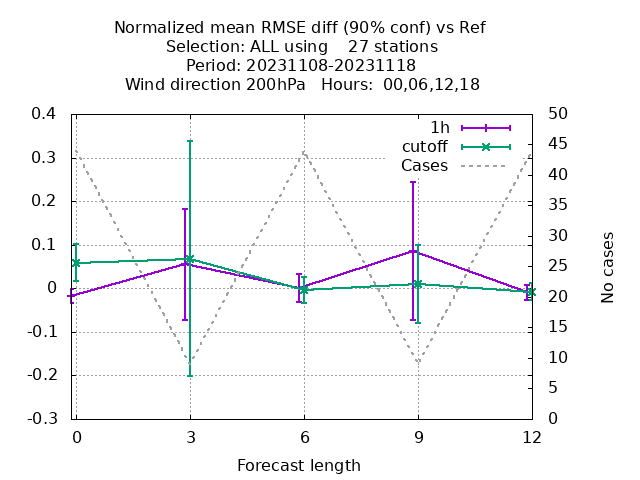 Normalized mean RMSE diff (90% conf) vs Ref
Selection: ALL using    27 stations
Period: 20231108-20231118
Wind direction 200hPa   Hours:  00,06,12,18
0.4
0.3
0.2
0.1
0
-0.1
-0.2
-0.3
50
45
40
35
30
25
20
15
10
5
0
1h
cutoff
Cases
No cases
0 3 6 9 12
Forecast length